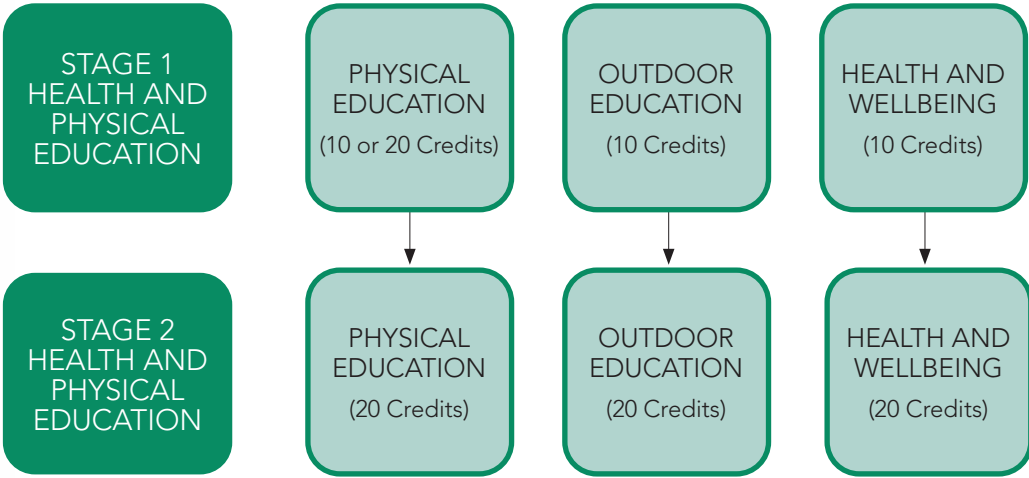 STAGE 1
HEALTH AND
PHYSICAL
EDUCATION
PHYSICAL
EDUCATION
(10 or 20 Credits)
OUTDOOR
EDUCATION
(10 Credits)
HEALTH AND
WELLBEING
(10 Credits)
STAGE 2
HEALTH AND
PHYSICAL
EDUCATION
PHYSICAL
EDUCATION
(20 Credits)
OUTDOOR
EDUCATION
(20 Credits)
HEALTH AND
WELLBEING
(20 Credits)